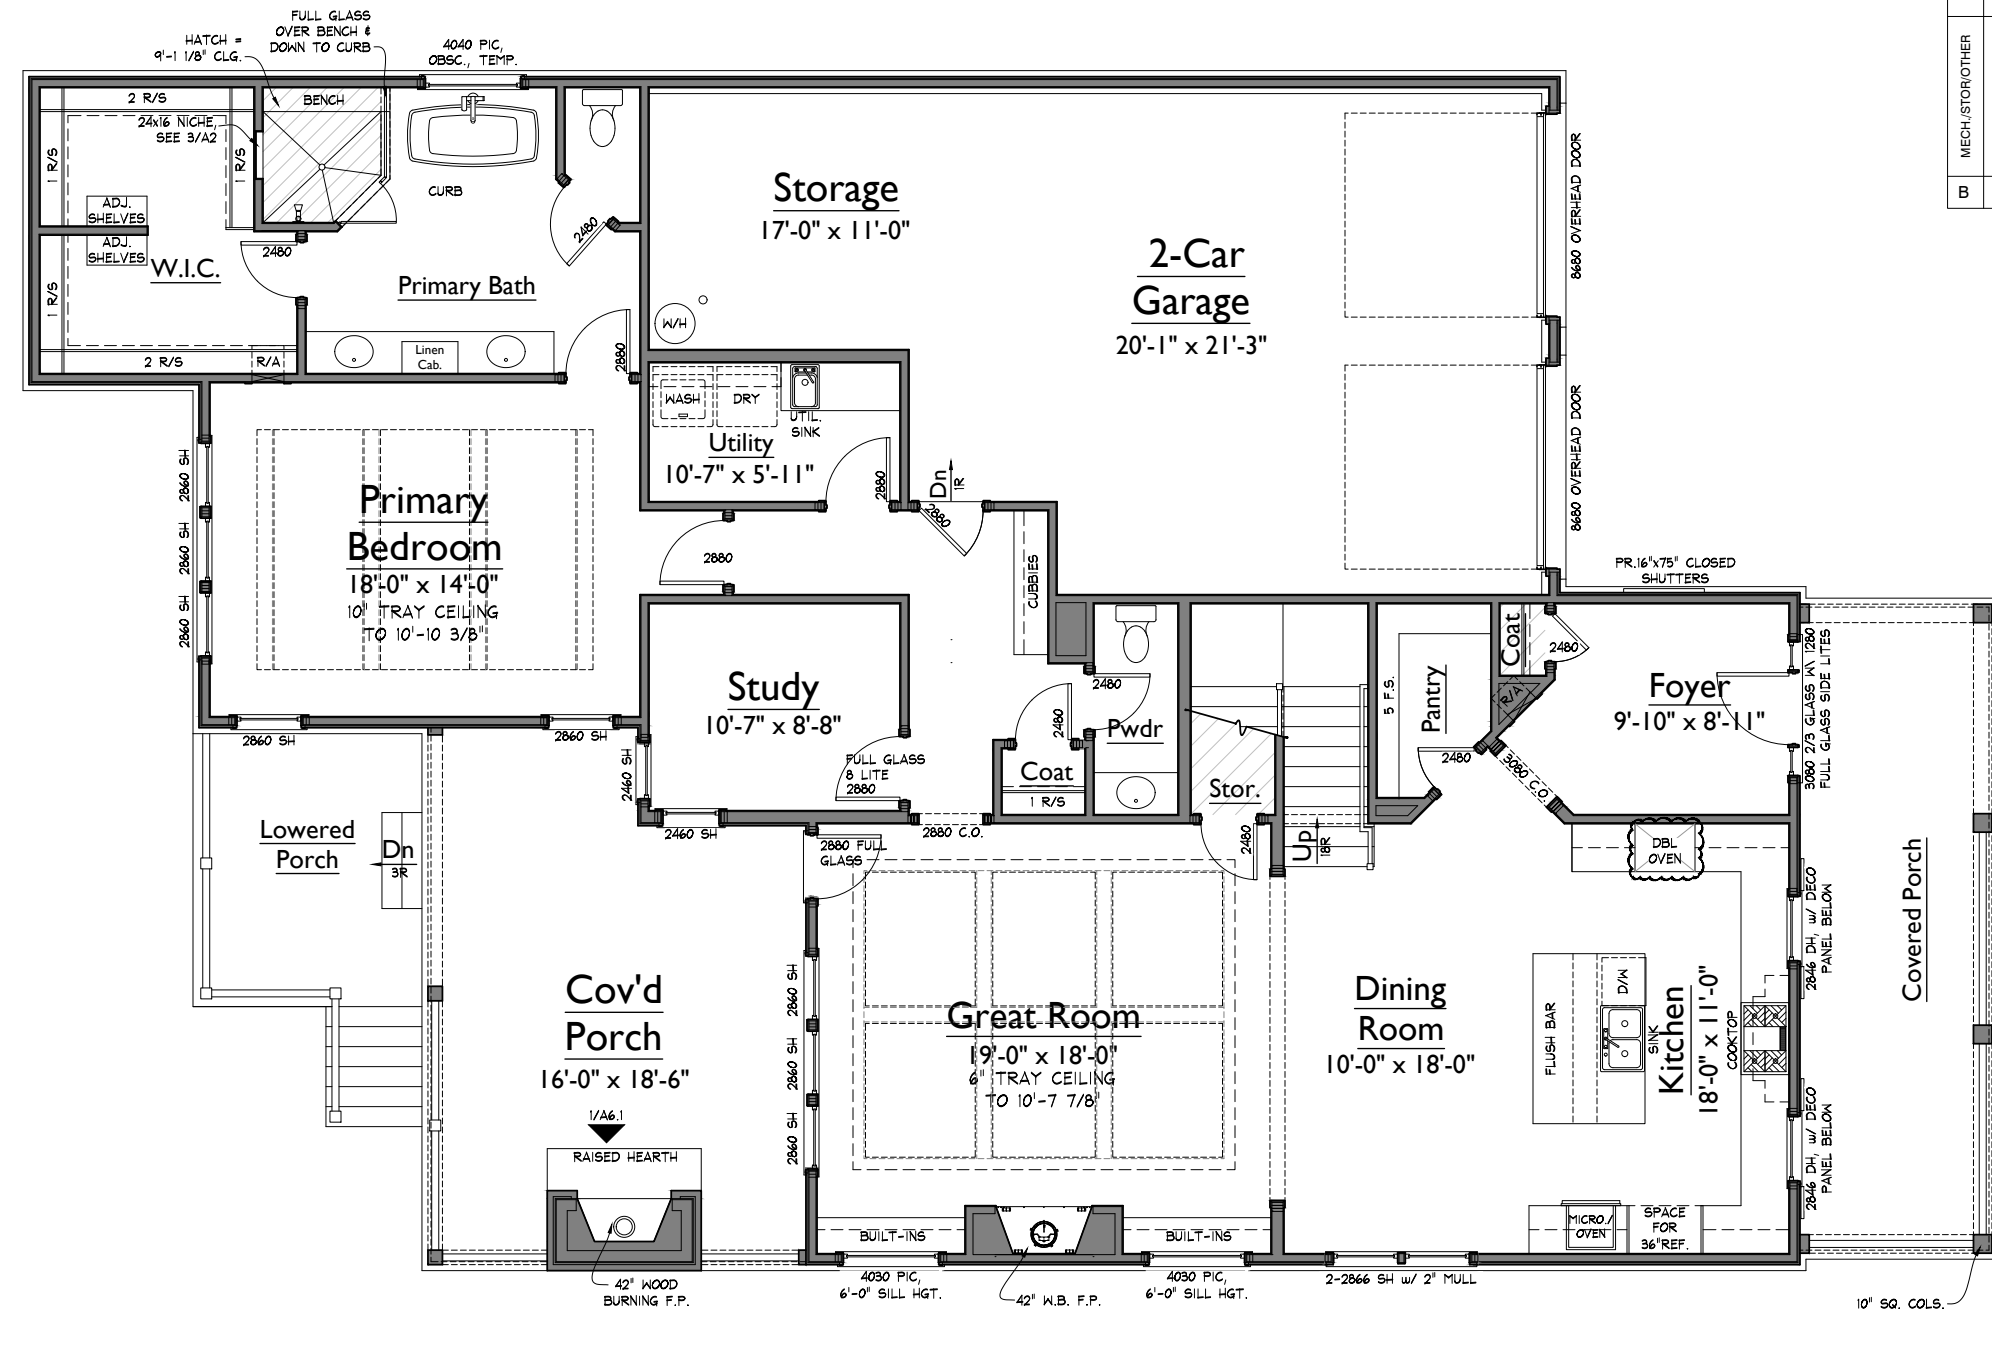 FULL GLASS
OVER BENCH &
DOWN TO CURB
HATCH =
9'-1 1/8" CLG.
4040 PIC,
OBSC., TEMP.
MECH./STOR/OTHER
B
2 R/S
BENCH
24x16 NICHE,
SEE 3/A2
1 R/S
1 R/S
CURB
ADJ.
SHELVES
ADJ.
SHELVES
2480
2480
W.I.C.
Primary Bath
1 R/S
2 R/S
R/A
Linen
Cab.
2880
Storage
17'-0" x 11'-0"
W/H
2-Car
Garage
20'-1" x 21'-3"
8680 OVERHEAD DOOR
8680 OVERHEAD DOOR
WASH
DRY
UTIL.
SINK
Utility
10'-7" x 5'-11"
2880
Dn
1R
2880
2860 SH
2860 SH
2860 SH
Primary
Bedroom
18'-0" x 14'-0"
10" TRAY CEILING
TO 10'-10 3/8"
2880
CUBBIES
PR.16"x75" CLOSED
SHUTTERS
2860 SH
2860 SH
2460 SH
Study
10'-7" x 8'-8"
FULL GLASS
8 LITE
2880
2460 SH
2480
2480
Pwdr
Coat
1 R/S
2880 C.O.
Stor.
2480
Up
18R
5 F.S.
Pantry
2480
Coat
2480
R/A
3080 C.O.
Foyer
9'-10" x 8'-11"
3080 2/3 GLASS W\ 1280
FULL GLASS SIDE LITES
Lowered
Porch
Dn
3R
2880 FULL
GLASS
Cov'd
Porch
16'-0" x 18'-6"
1/A6.1
RAISED HEARTH
42" WOOD
BURNING F.P.
2860 SH
2860 SH
2860 SH
Great Room
19'-0" x 18'-0"
6" TRAY CEILING
TO 10'-7 7/8"
BUILT-INS
BUILT-INS
4030 PIC,
6'-0" SILL HGT.
42" W.B. F.P.
4030 PIC,
6'-0" SILL HGT.
Dining
Room
10'-0" x 18'-0"
2-2866 SH w/ 2" MULL
DBL
OVEN
FLUSH BAR
D/W
SINK
Kitchen
18'-0" x 11'-0"
COOKTOP
MICRO./
OVEN
SPACE
FOR
36"REF.
2846 DH, w/ DECO
PANEL BELOW
2846 DH, w/ DECO
PANEL BELOW
Covered Porch
10" SQ. COLS.